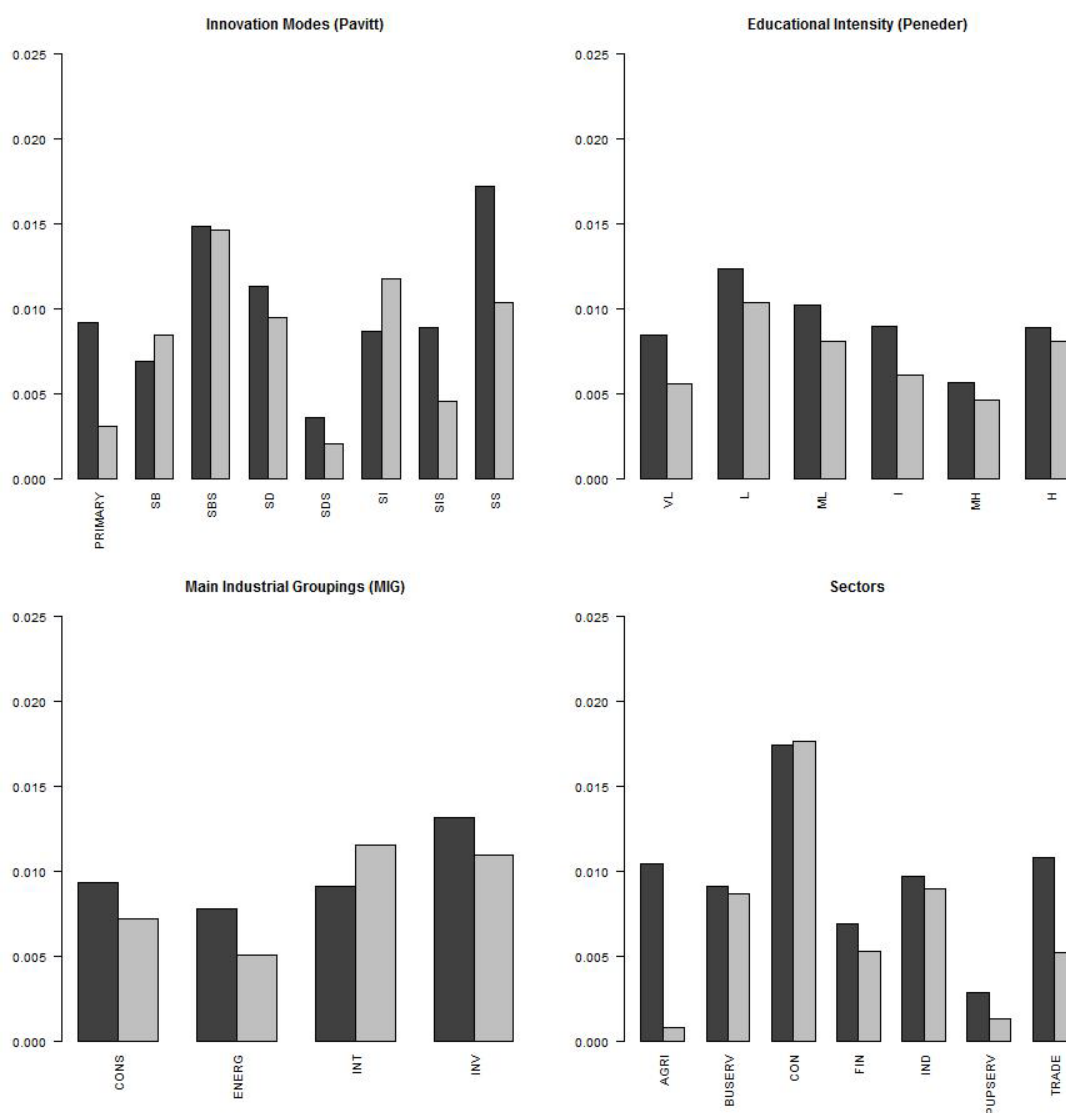 Innovation Modes (Pavitt)
0.025
0.020
0.015
0.010
0.005
0.000
PRIMARY
SB
SBS
SD
SDS
SI
SIS
SS
Educational Intensity (Peneder)
0.025
0.020
0.015
0.010
0.005
0.000
VL
L
ML
I
MH
H
Main Industrial Groupings (MIG)
0.025
0.020
0.015
0.010
0.005
0.000
CONS
ENERG
INT
INV
Sectors
0.025
0.020
0.015
0.010
0.005
0.000
AGRI
BUSERV
CON
FIN
IND
PUPSERV
TRADE